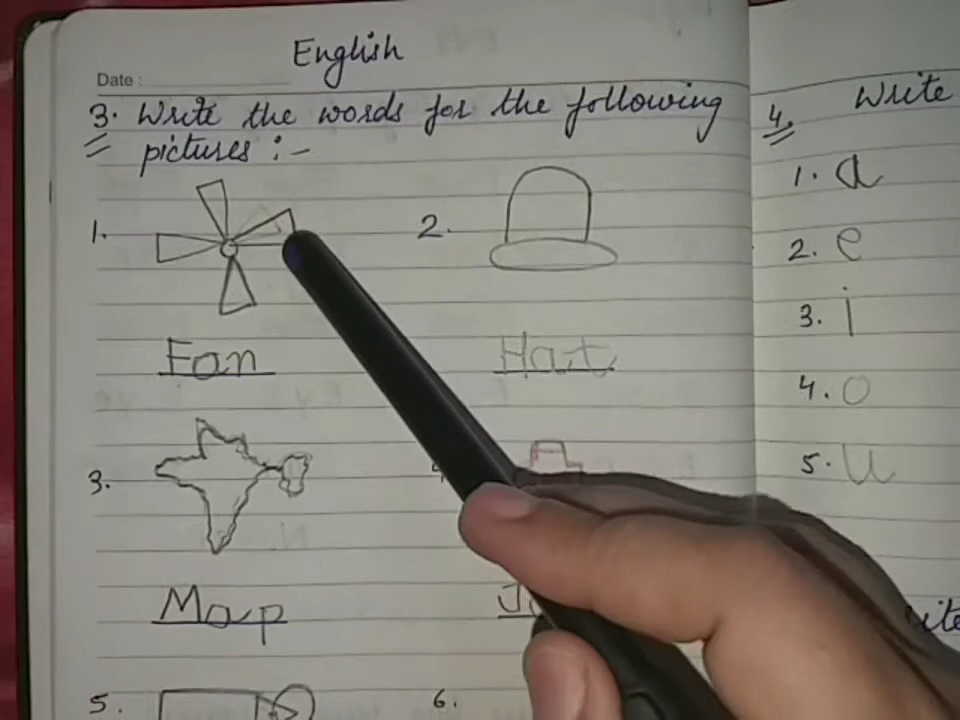 English
Date :
3. Write the words for the following
pictures :-
1.
2.
Fan
Hat
3.
Map
5.
6.
4. Write
1. a
2. e
3. i
4. o
5. u